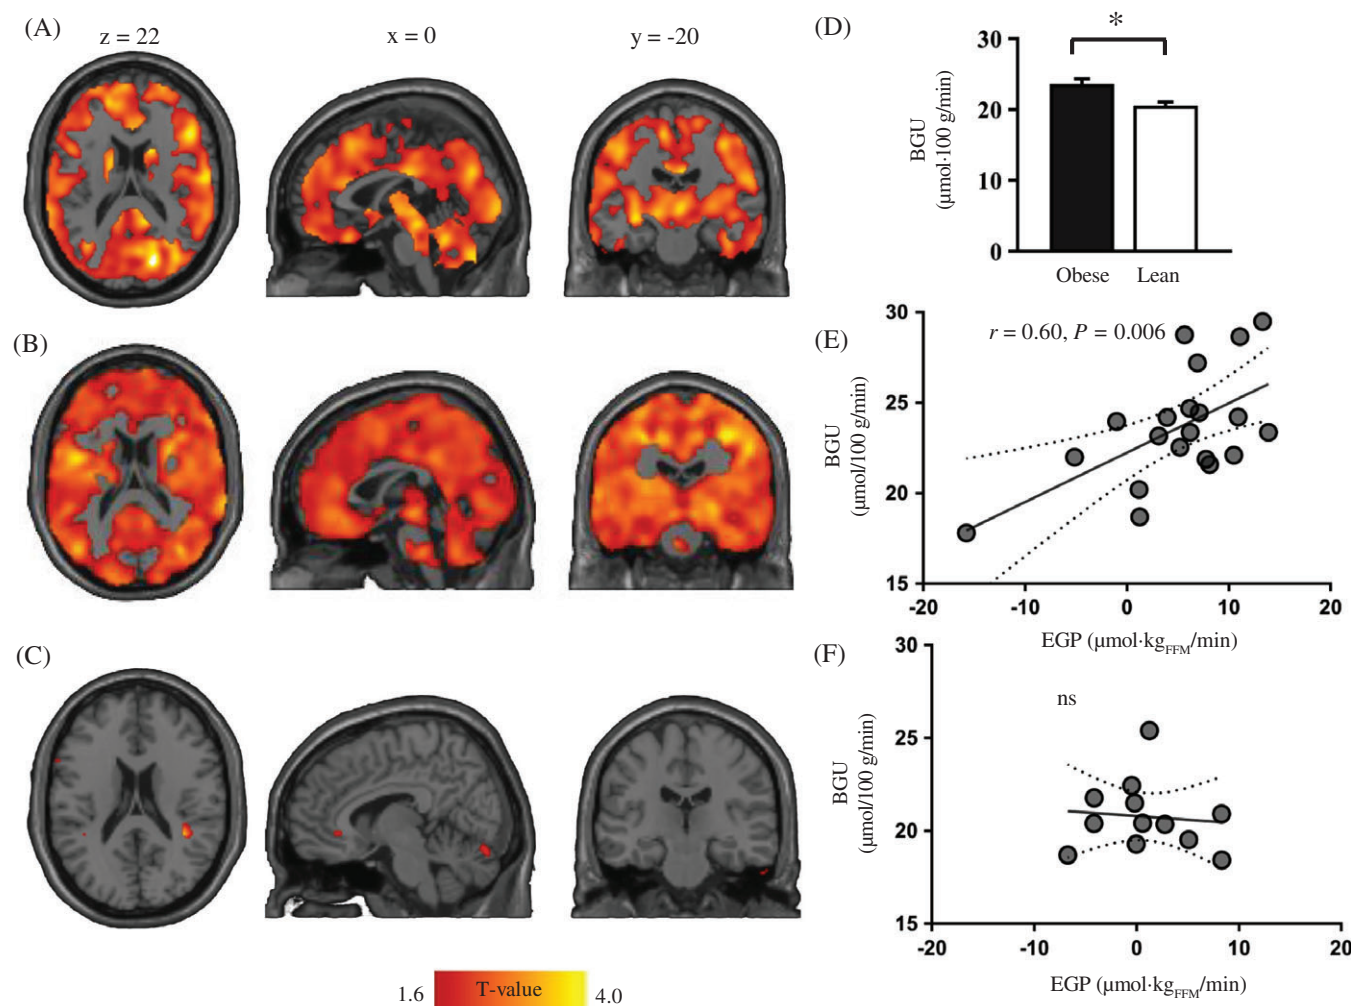 (A)
z = 22
x = 0
y = -20
(B)
(C)
1.6
T-value
4.0
(D)
BGU
(µmol·100 g/min)
30
20
10
0
*
Obese
Lean
(E)
BGU
(µmol/100 g/min)
30
25
20
15
r = 0.60, P = 0.006
-20
-10
0
10
20
EGP (µmol·kg_FFM/min)
(F)
BGU
(µmol/100 g/min)
30
25
20
15
ns
-20
-10
0
10
20
EGP (µmol·kg_FFM/min)